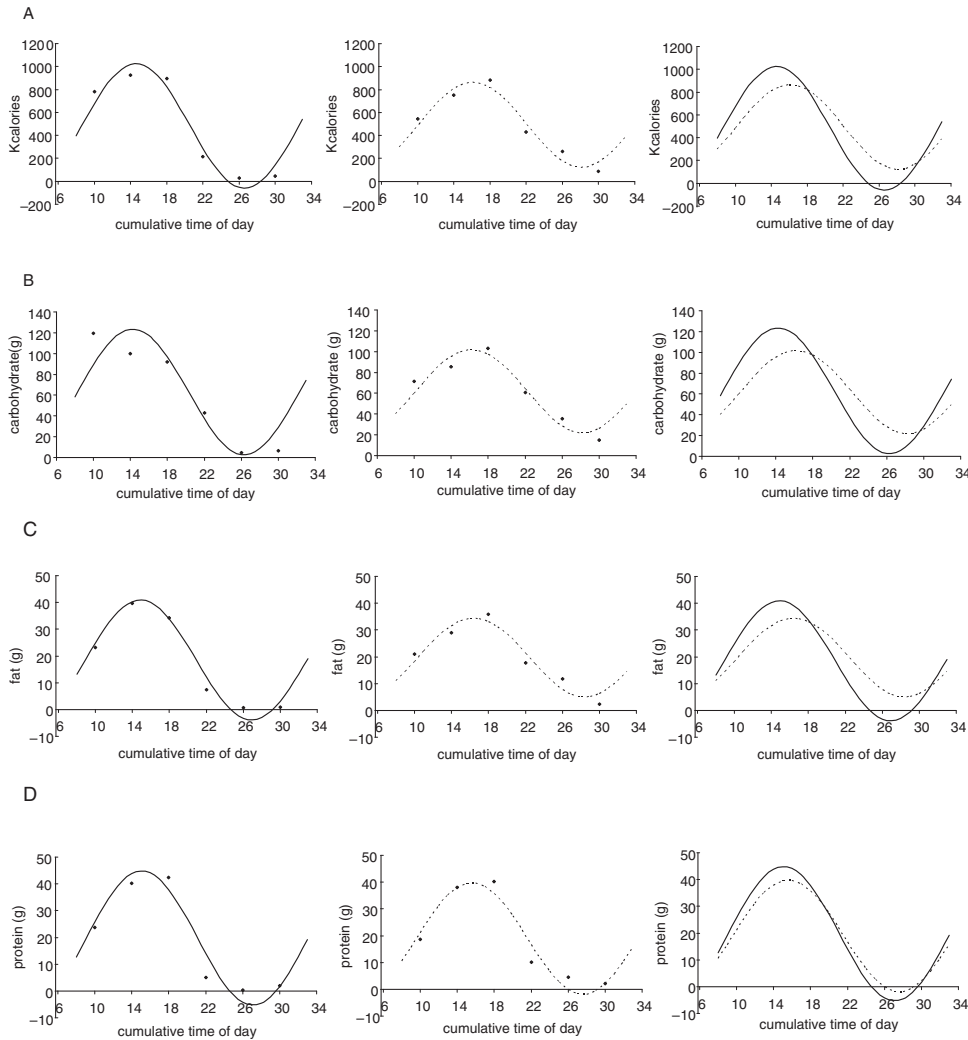 A
1200
1000
800
600
400
200
0
−200
Kcalories
6 10 14 18 22 26 30 34
cumulative time of day
1200
1000
800
600
400
200
0
−200
Kcalories
6 10 14 18 22 26 30 34
cumulative time of day
1200
1000
800
600
400
200
0
−200
Kcalories
6 10 14 18 22 26 30 34
cumulative time of day
B
140
120
100
80
60
40
20
0
carbohydrate(g)
6 10 14 18 22 26 30 34
cumulative time of day
140
120
100
80
60
40
20
0
carbohydrate (g)
6 10 14 18 22 26 30 34
cumulative time of day
140
120
100
80
60
40
20
0
carbohydrate (g)
6 10 14 18 22 26 30 34
cumulative time of day
C
50
40
30
20
10
0
−10
fat (g)
6 10 14 18 22 26 30 34
cumulative time of day
50
40
30
20
10
0
−10
fat (g)
6 10 14 18 22 26 30 34
cumulative time of day
50
40
30
20
10
0
−10
fat (g)
6 10 14 18 22 26 30 34
cumulative time of day
D
50
40
30
20
10
0
−10
protein (g)
6 10 14 18 22 26 30 34
cumulative time of day
50
40
30
20
10
0
−10
protein (g)
6 10 14 18 22 26 30 34
cumulative time of day
50
40
30
20
10
0
−10
protein (g)
6 10 14 18 22 26 30 34
cumulative time of day